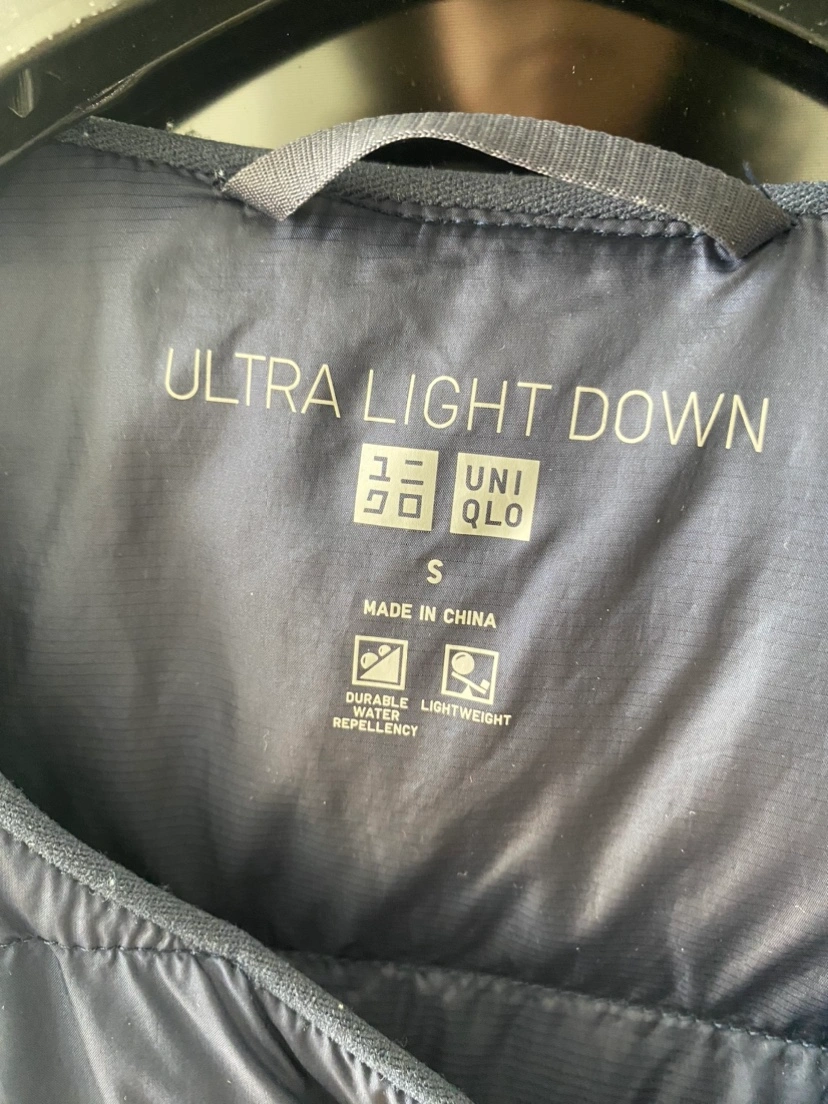 ULTRA LIGHT DOWN
ユニ
クロ
UNI
QLO
S
MADE IN CHINA
DURABLE
WATER
REPELLENCY
LIGHTWEIGHT